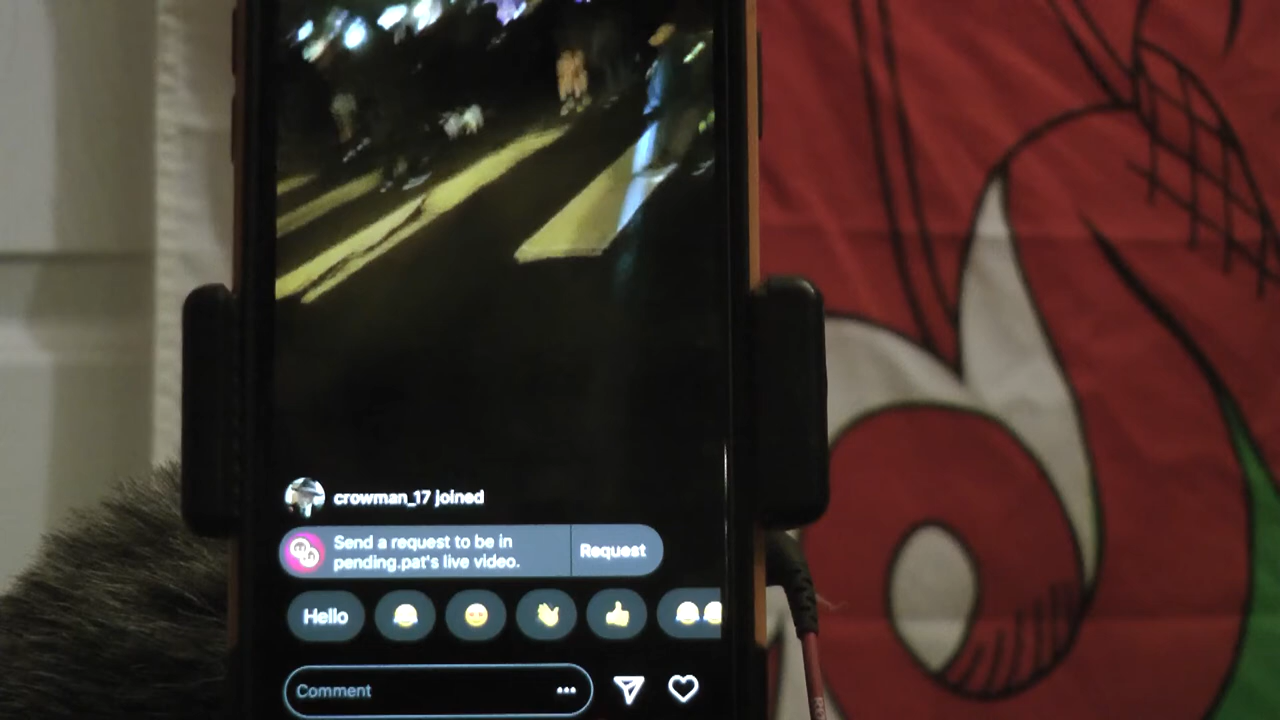 crowman_17 joined
Send a request to be in
pending.pat's live video.
Request
Hello
Comment